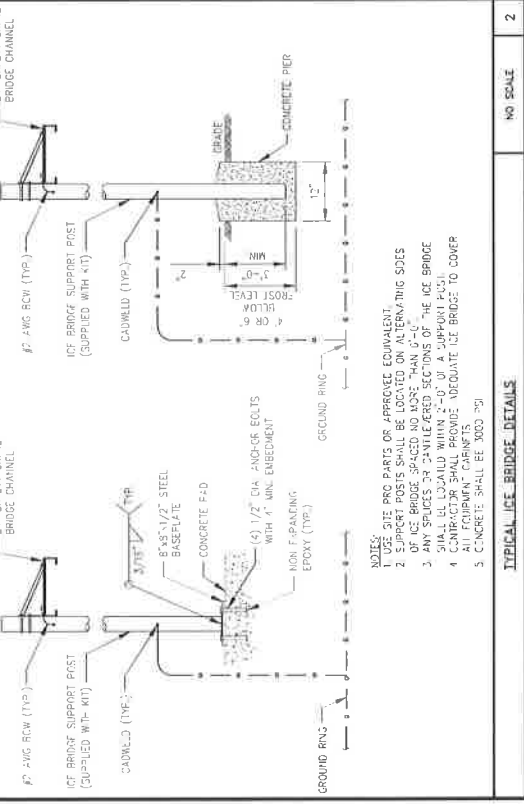 BRIDGE CHANNEL
#2 AWG BCW (TYP.)
ICE BRIDGE SUPPORT POST
(SUPPLIED WITH KIT)
CADWELD (TYP.)
3/16"
TYP
8"x8"x1/2" STEEL
BASEPLATE
CONCRETE PAD
(4) 1/2" DIA ANCHOR BOLTS
WITH 4" MIN. EMBEDMENT
NON EXPANDING
EPOXY (TYP.)
GROUND RING
BRIDGE CHANNEL
#2 AWG BCW (TYP.)
ICE BRIDGE SUPPORT POST
(SUPPLIED WITH KIT)
CADWELD (TYP.)
GRADE
2"
3'-0"
MIN
4" OR 6"
BELOW
FROST LEVEL
CONCRETE PIER
12"
GROUND RING
NOTES:
1 USE SITE PRO PARTS OR APPROVED EQUIVALENT.
2 SUPPORT POSTS SHALL BE LOCATED ON ALTERNATING SIDES
OF ICE BRIDGE SPACED NO MORE THAN
3. ANY SPLICES OR CANTILEVERED SECTIONS OF THE ICE BRIDGE
SHALL BE LOCATED WITHIN 2'-0" OF A SUPPORT POST.
4 CONTRACTOR SHALL PROVIDE ADEQUATE ICE BRIDGE TO COVER
ALL EQUIPMENT CABINETS
5. CONCRETE SHALL BE 3000 PSI
TYPICAL ICE BRIDGE DETAILS
NO SCALE
2